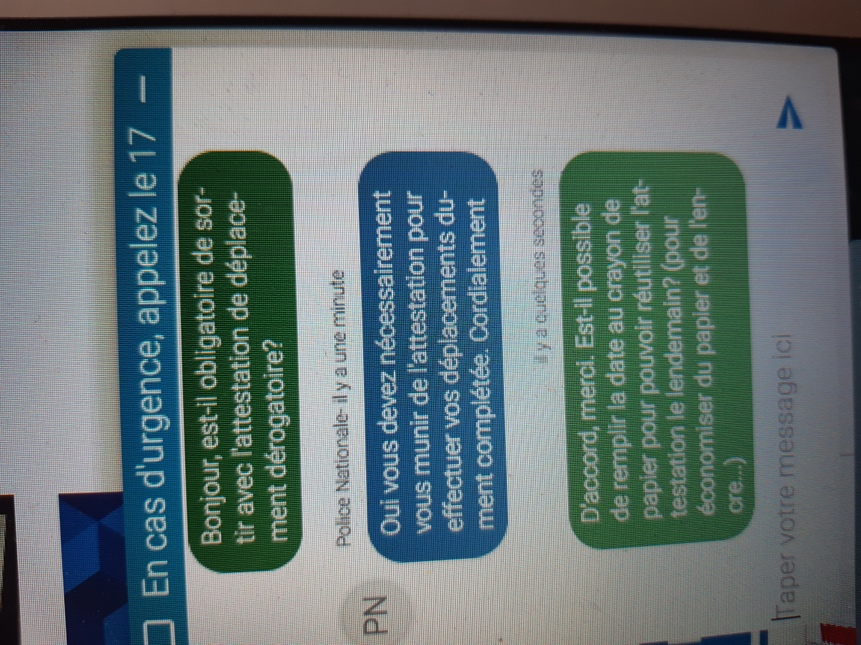 En cas d'urgence, appelez le 17
Bonjour, est-il obligatoire de sor-
tir avec l'attestation de déplace-
ment dérogatoire?
Police Nationale- il y a une minute
PN
Oui vous devez nécessairement
vous munir de l'attestation pour
effectuer vos déplacements du-
ment complétée. Cordialement
il y a quelques secondes
D'accord, merci. Est-il possible
de remplir la date au crayon de
papier pour pouvoir réutiliser l'at-
testation le lendemain? (pour
économiser du papier et de l'en-
cre...)
Taper votre message ici